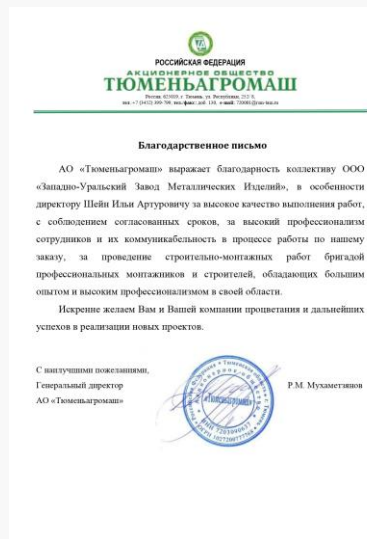 РОССИЙСКАЯ ФЕДЕРАЦИЯ
АКЦИОНЕРНОЕ ОБЩЕСТВО
ТЮМЕНЬАГРОМАШ
Благодарственное письмо
АО «Тюменьагромаш» выражает благодарность коллективу ООО
«Западно-Уральский Завод Металлических Изделий», в особенности
директору Шейн Ильи Артуровичу за высокое качество выполнения работ,
с соблюдением согласованных сроков, за высокий профессионализм
сотрудников и их коммуникабельность в процессе работы по нашему
заказу, за проведение строительно-монтажных работ бригадой
профессиональных монтажников и строителей, обладающих большим
опытом и высоким профессионализмом в своей области.
Искренне желаем Вам и Вашей компании процветания и дальнейших
успехов в реализации новых проектов.
С наилучшими пожеланиями,
Генеральный директор Р.М. Мухаметзянов
АО «Тюменьагромаш»
«Тюменьагромаш»